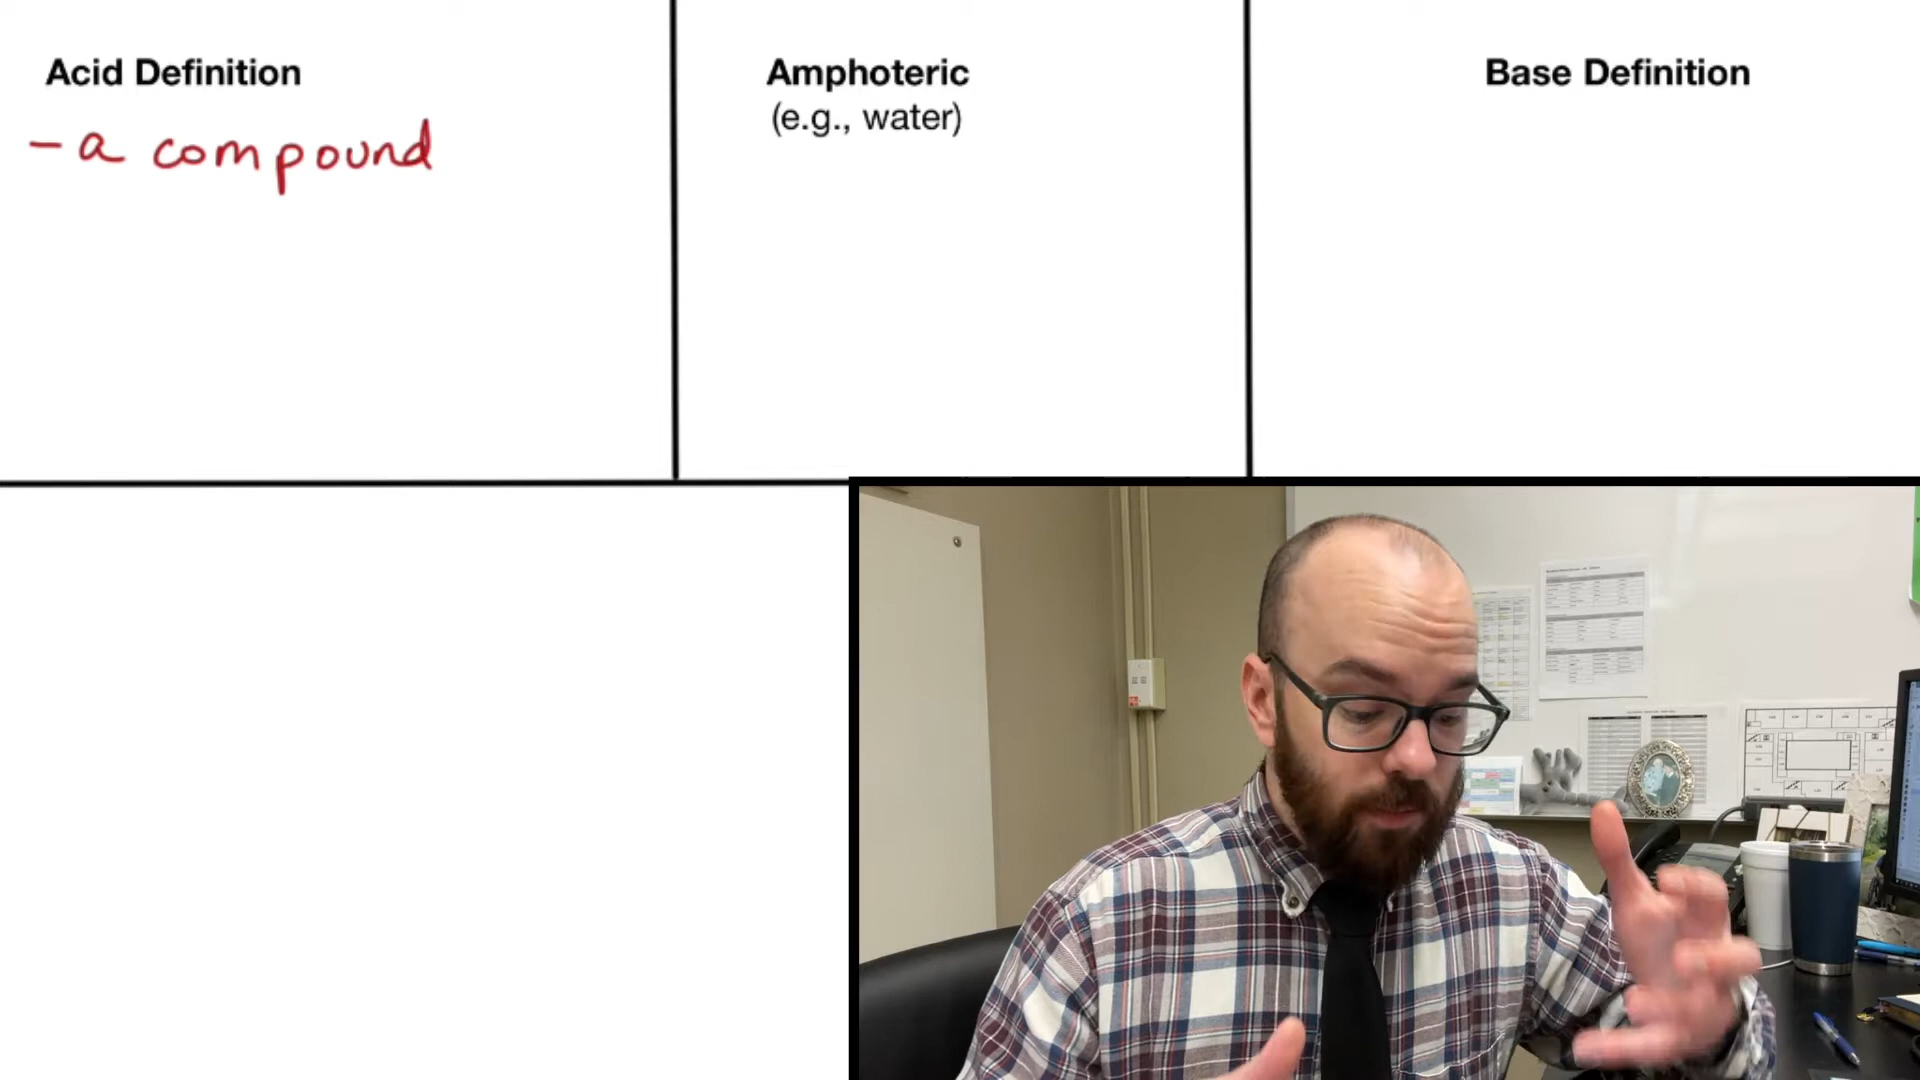 Acid Definition
- a compound
Amphoteric
(e.g., water)
Base Definition